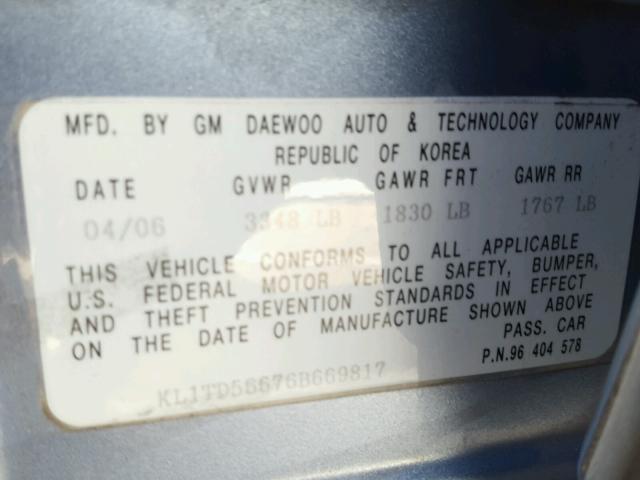 MFD. BY GM DAEWOO AUTO & TECHNOLOGY COMPANY
REPUBLIC OF KOREA
DATE GVWR GAWR FRT GAWR RR
04/06 3348 LB 1830 LB 1767 LB
THIS VEHICLE CONFORMS TO ALL APPLICABLE
U.S. FEDERAL MOTOR VEHICLE SAFETY, BUMPER,
AND THEFT PREVENTION STANDARDS IN EFFECT
ON THE DATE OF MANUFACTURE SHOWN ABOVE
PASS. CAR
P.N.96 404 578
KL1TD56676B669817